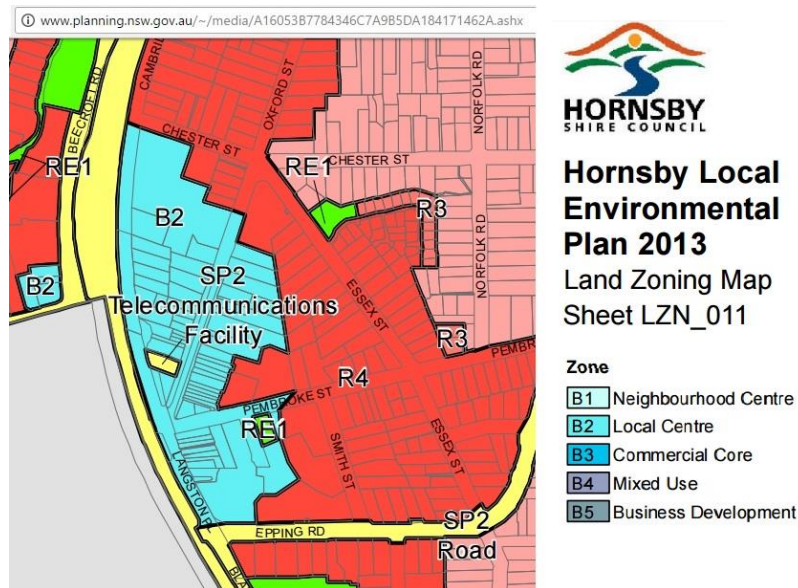 www.planning.nsw.gov.au/~/media/A16053B7784346C7A9B5DA184171462A.ashx
HORNSBY
SHIRE COUNCIL
Hornsby Local
Environmental
Plan 2013
Land Zoning Map
Sheet LZN_011
Zone
B1 Neighbourhood Centre
B2 Local Centre
B3 Commercial Core
B4 Mixed Use
B5 Business Development
BEECROFT RD
CAMBRI
OXFORD ST
NORFOLK RD
CHESTER ST
RE1
RE1
CHESTER ST
R3
B2
NORFOLK RD
B2
SP2
Telecommunications
Facility
ESSEX ST
R3
PEMBR
R4
PEMBROKE ST
RE1
SMITH ST
ESSEX ST
LANGSTON P
EPPING RD
SP2
Road